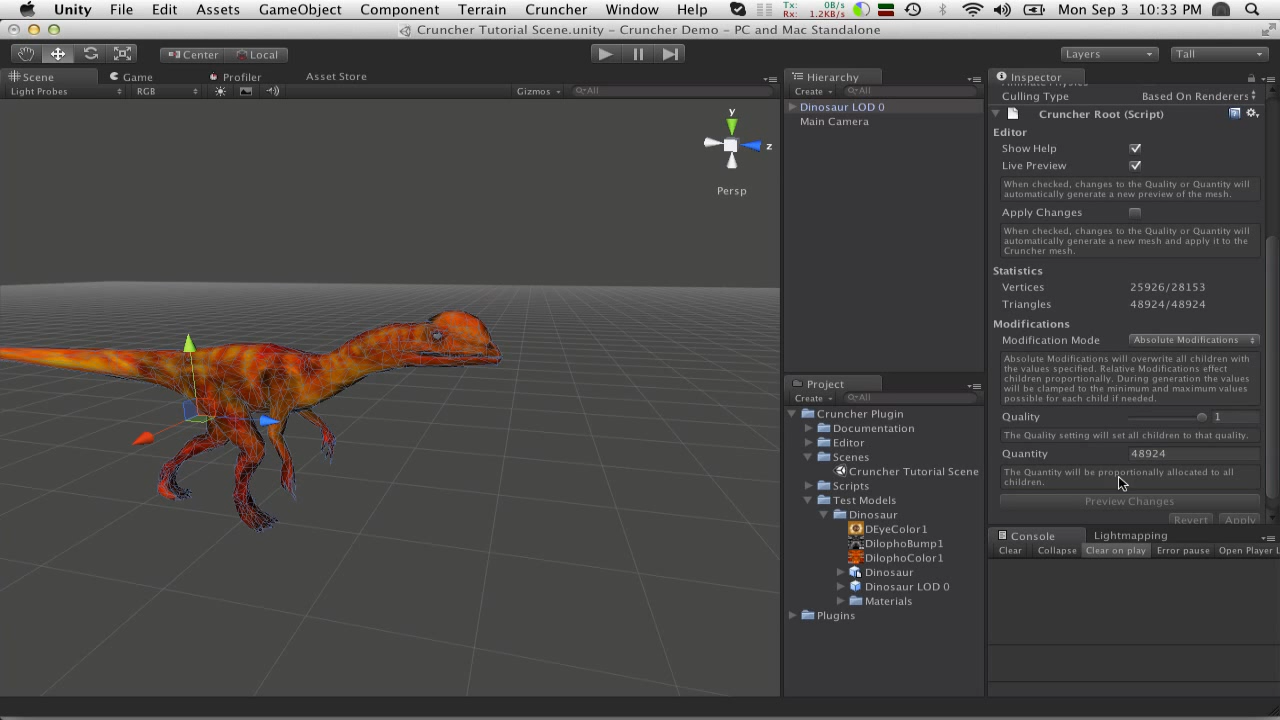 Unity File Edit Assets GameObject Component Terrain Cruncher Window Help Tx: 0B/s Rx: 1.2KB/s Mon Sep 3 10:33 PM
Cruncher Tutorial Scene.unity – Cruncher Demo – PC and Mac Standalone
Center Local Layers Tall
Scene Game Profiler Asset Store
Light Probes RGB Gizmos All
y
z
Persp
Hierarchy
Create All
Dinosaur LOD 0
Main Camera
Project
Create All
Cruncher Plugin
Documentation
Editor
Scenes
Cruncher Tutorial Scene
Scripts
Test Models
Dinosaur
DEyeColor1
DilophoBump1
DilophoColor1
Dinosaur
Dinosaur LOD 0
Materials
Plugins
Inspector
Animate Physics
Culling Type Based On Renderers
Cruncher Root (Script)
Editor
Show Help
Live Preview
When checked, changes to the Quality or Quantity will
automatically generate a new preview of the mesh.
Apply Changes
When checked, changes to the Quality or Quantity will
automatically generate a new mesh and apply it to the
Cruncher mesh.
Statistics
Vertices 25926/28153
Triangles 48924/48924
Modifications
Modification Mode Absolute Modifications
Absolute Modifications will overwrite all children with
the values specified. Relative Modifications effect
children proportionally. During generation the values
will be clamped to the minimum and maximum values
possible for each child if needed.
Quality 1
The Quality setting will set all children to that quality.
Quantity 48924
The Quantity will be proportionally allocated to all
children.
Preview Changes
Revert Apply
Console Lightmapping
Clear Collapse Clear on play Error pause Open Player L